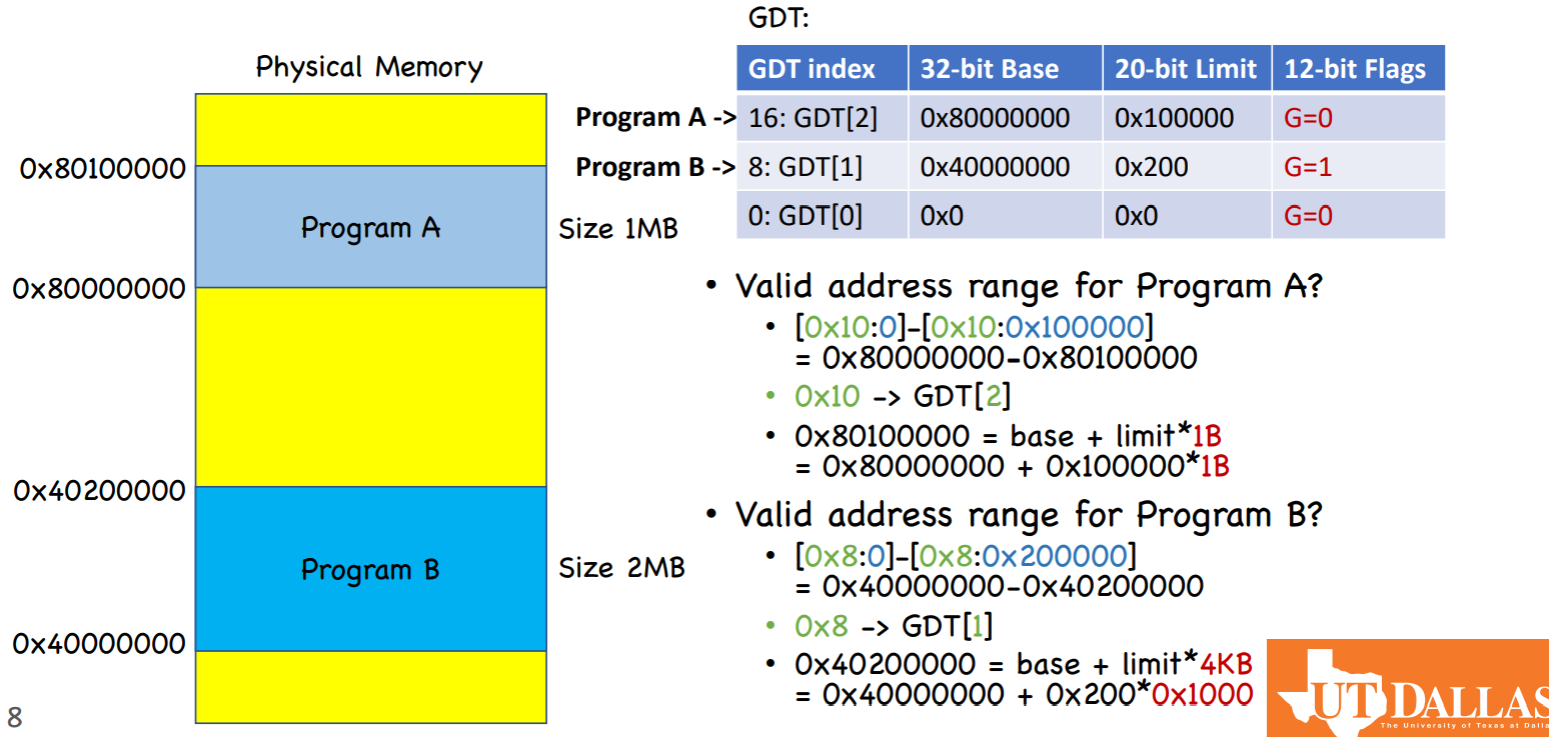 GDT:
Physical Memory
GDT index 32-bit Base 20-bit Limit 12-bit Flags
Program A -> 16: GDT[2] 0x80000000 0x100000 G=0
Program B -> 8: GDT[1] 0x40000000 0x200 G=1
0: GDT[0] 0x0 0x0 G=0
0x80100000
Program A
Size 1MB
0x80000000
0x40200000
Program B
Size 2MB
0x40000000
• Valid address range for Program A?
• [0x10:0]-[0x10:0x100000]
= 0x80000000-0x80100000
• 0x10 -> GDT[2]
• 0x80100000 = base + limit*1B
= 0x80000000 + 0x100000*1B
• Valid address range for Program B?
• [0x8:0]-[0x8:0x200000]
= 0x40000000-0x40200000
• 0x8 -> GDT[1]
• 0x40200000 = base + limit*4KB
= 0x40000000 + 0x200*0x1000
8
UT DALLAS
The University of Texas at